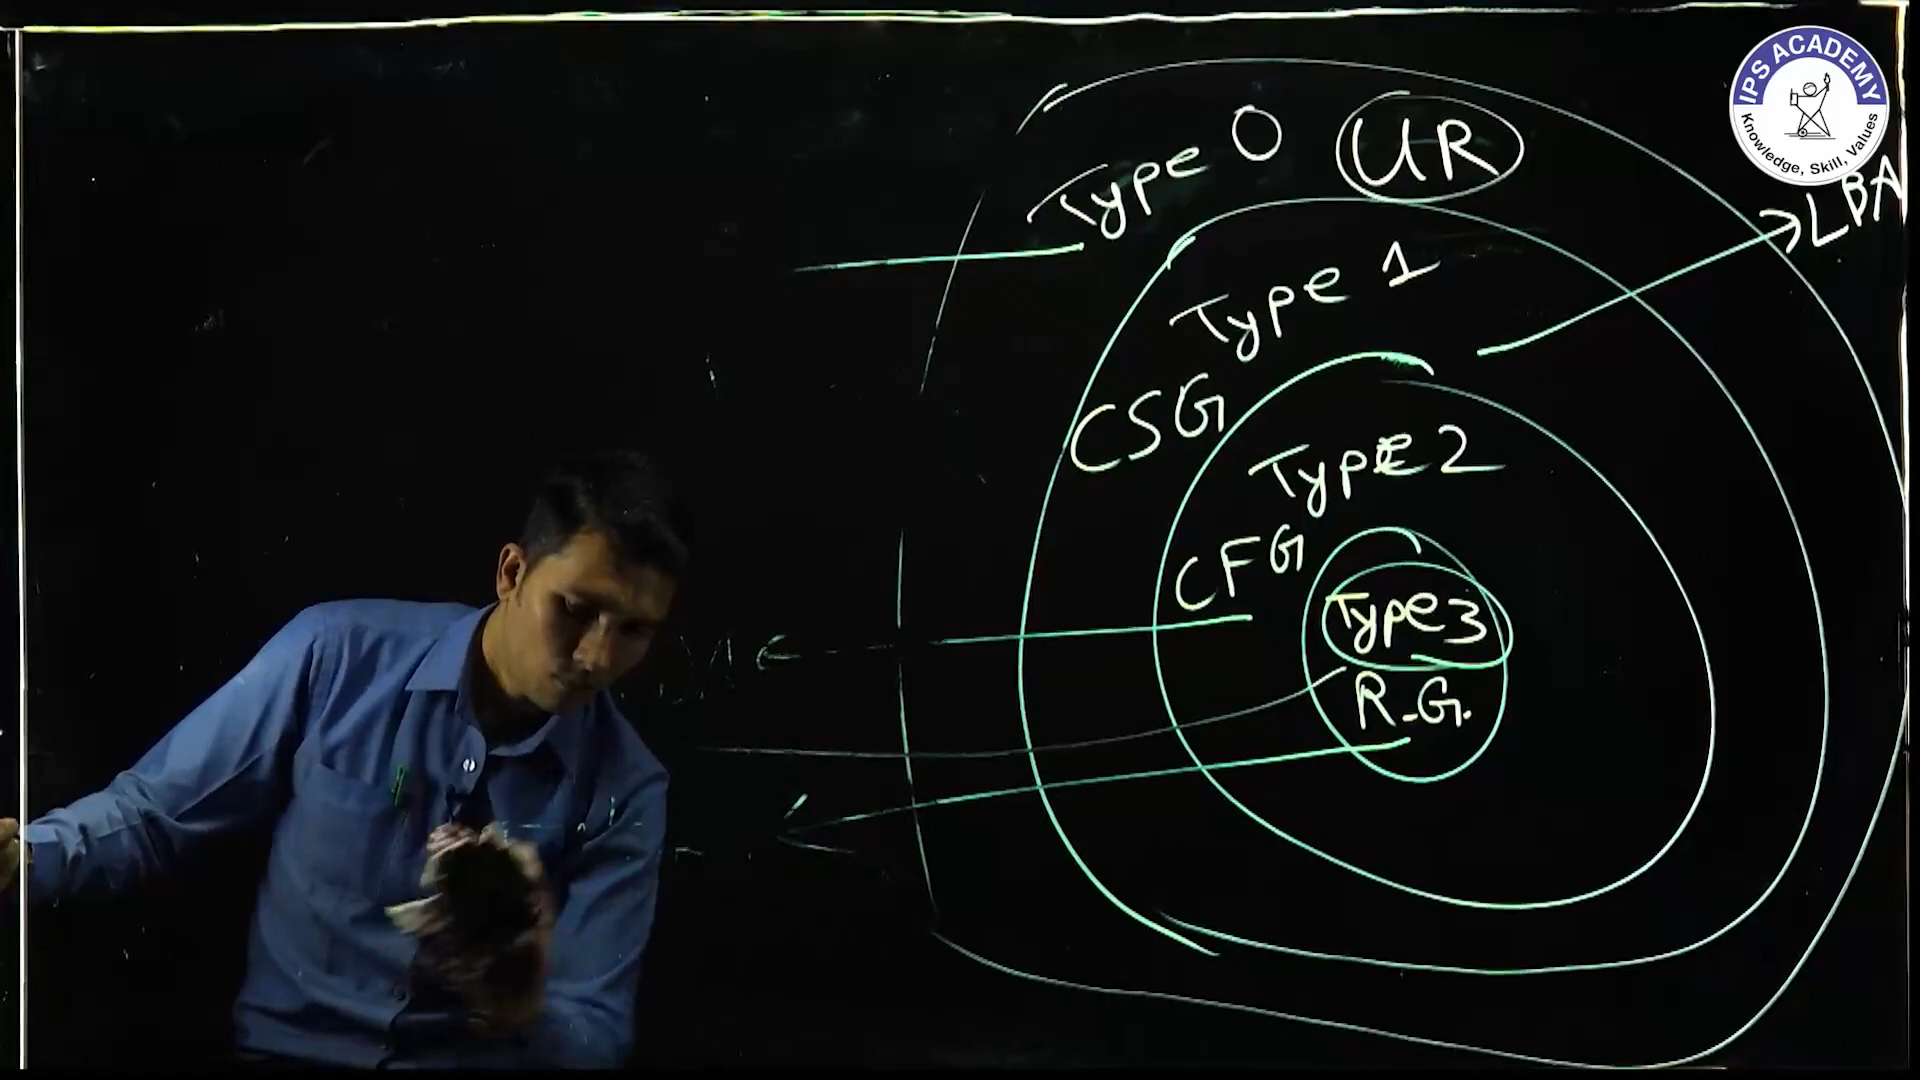 IPS ACADEMY
Knowledge, Skill, Values
Type 0 UR
LBA
Type 1
CSG
Type 2
CFG
Type 3
R.G.